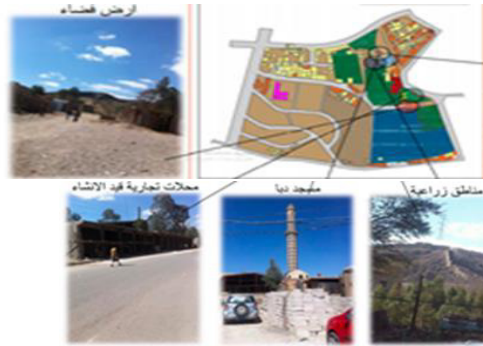 ارض فضاء
محلات تجارية قيد الانشاء
مسجد دبا
مناطق زراعية